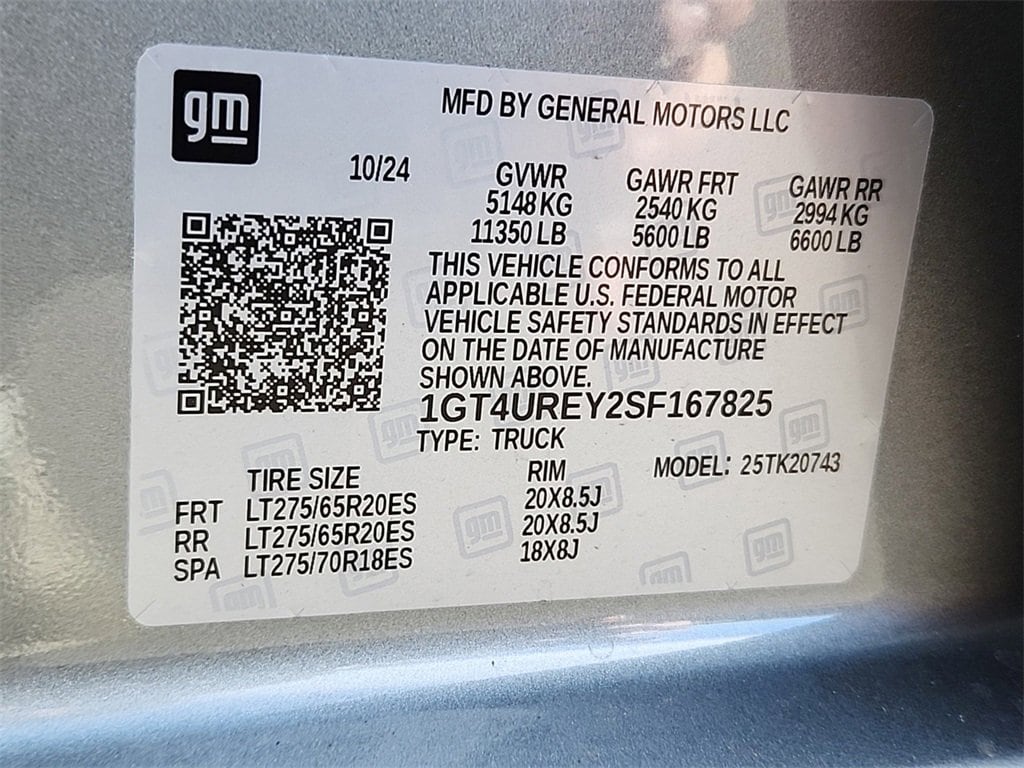 gm
MFD BY GENERAL MOTORS LLC
10/24
GVWR GAWR FRT GAWR RR
5148 KG 2540 KG 2994 KG
11350 LB 5600 LB 6600 LB
THIS VEHICLE CONFORMS TO ALL
APPLICABLE U.S. FEDERAL MOTOR
VEHICLE SAFETY STANDARDS IN EFFECT
ON THE DATE OF MANUFACTURE
SHOWN ABOVE.
1GT4UREY2SF167825
TYPE: TRUCK MODEL: 25TK20743
TIRE SIZE RIM
FRT LT275/65R20ES 20X8.5J
RR LT275/65R20ES 20X8.5J
SPA LT275/70R18ES 18X8J